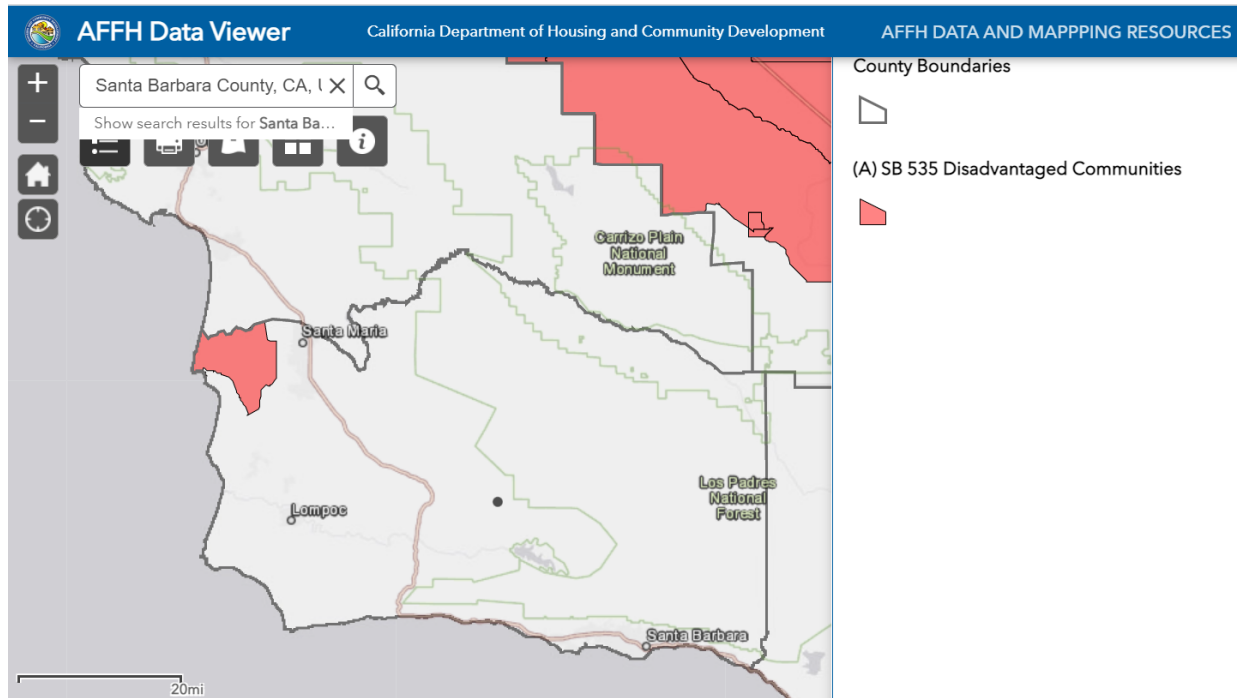 AFFH Data Viewer
California Department of Housing and Community Development
AFFH DATA AND MAPPPING RESOURCES
+
Santa Barbara County, CA, U
−
Show search results for Santa Ba...
County Boundaries
(A) SB 535 Disadvantaged Communities
Carrizo Plain
National
Monument
Santa Maria
Los Padres
National
Forest
Lompoc
Santa Barbara
20mi